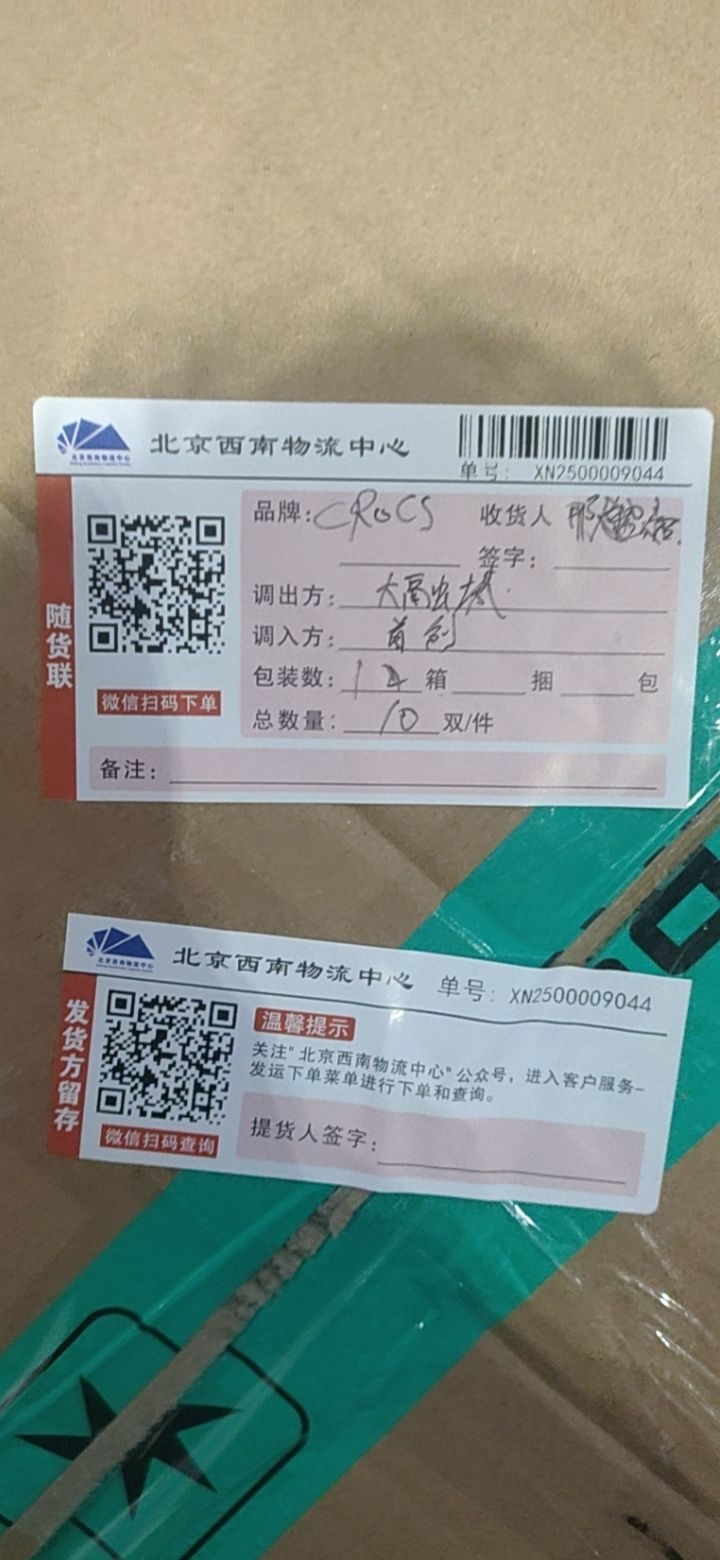 北京西南物流中心
单号: XN2500009044
品牌: CROCS 收货人
签字:
调出方:
调入方: 首创
包装数: 箱 捆 包
总数量: 10 双/件
备注:
随货联
微信扫码下单
北京西南物流中心 单号: XN2500009044
温馨提示
关注"北京西南物流中心"公众号，进入客户服务-
发运下单菜单进行下单和查询。
提货人签字:
发货方留存
微信扫码查询